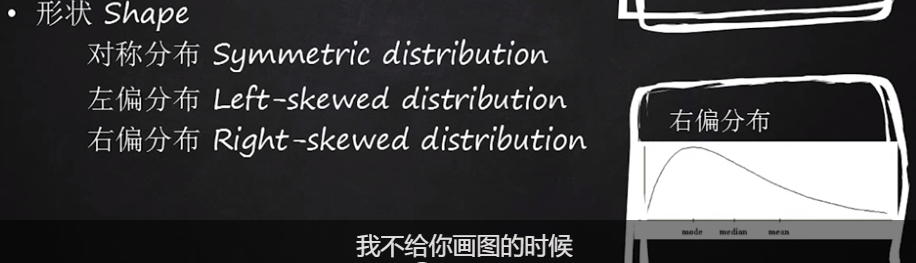 • 形状 Shape
对称分布 Symmetric distribution
左偏分布 Left-skewed distribution
右偏分布 Right-skewed distribution
右偏分布
mode median mean
我不给你画图的时候